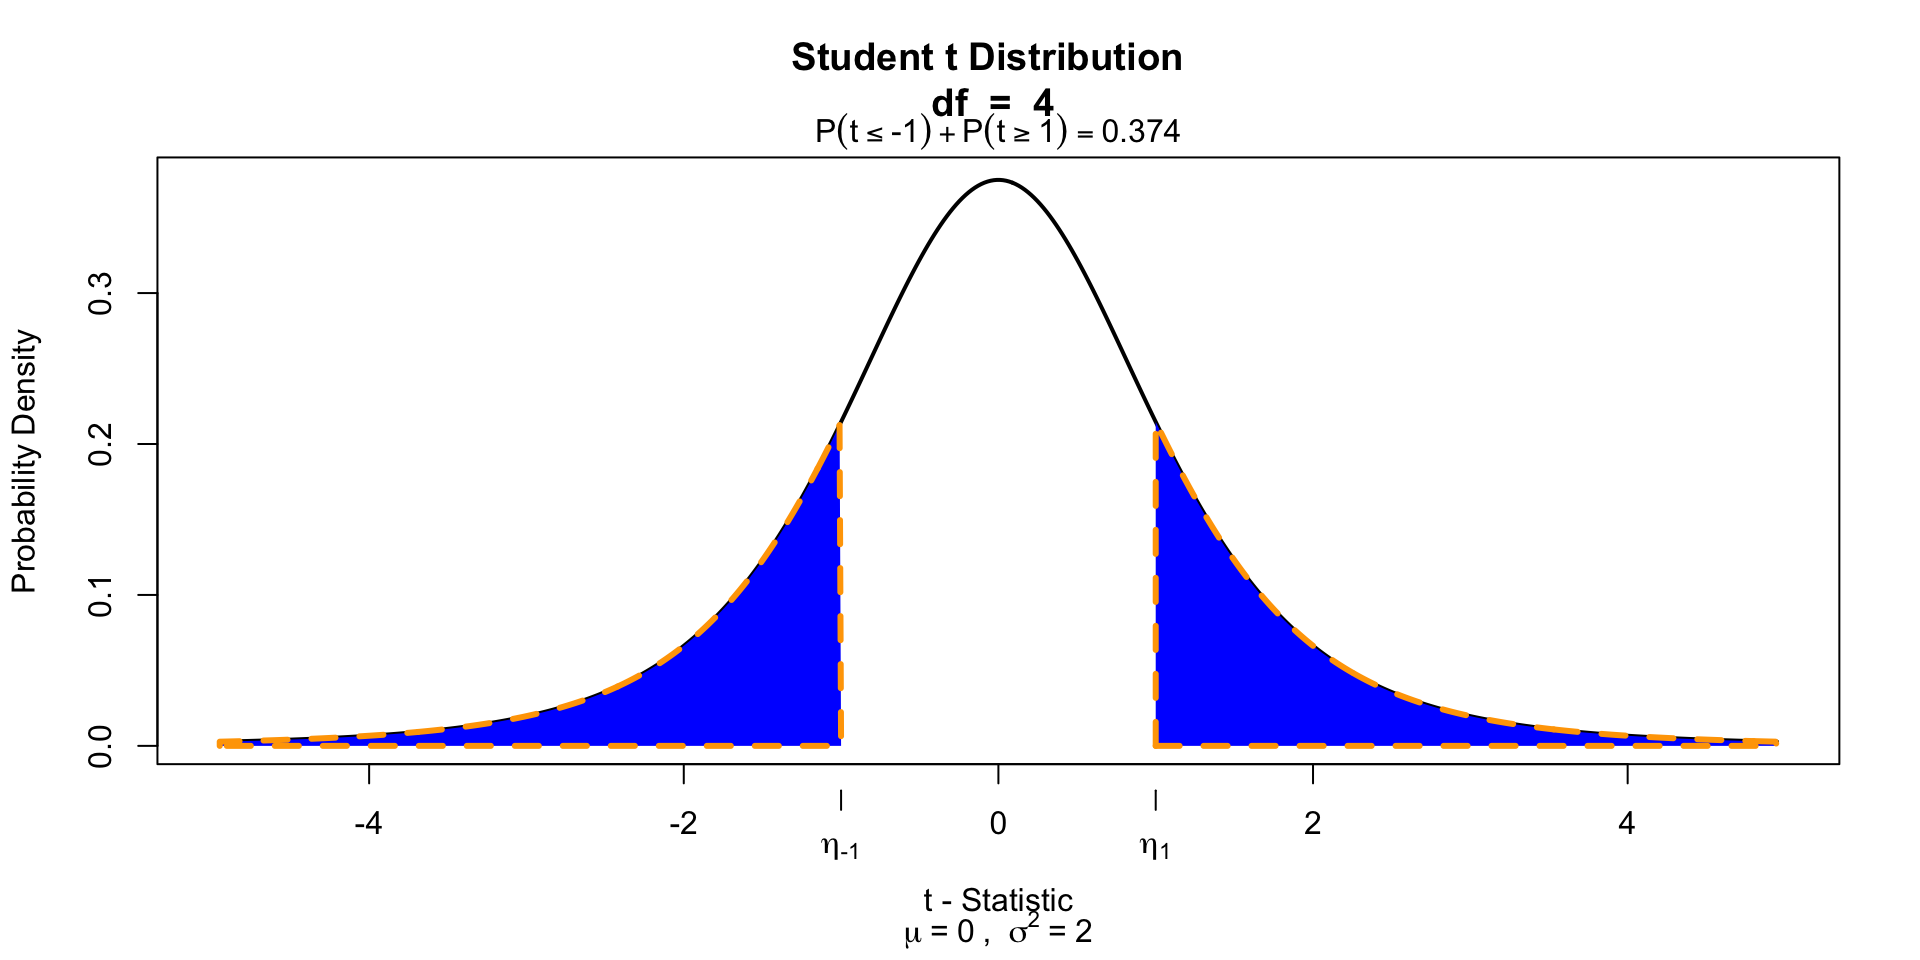 Student t Distribution
df = 4
P(t ≤ -1) + P(t ≥ 1) = 0.374
Probability Density
0.3
0.2
0.1
0.0
-4
-2
0
2
4
η-1
η1
t - Statistic
μ = 0 , σ² = 2